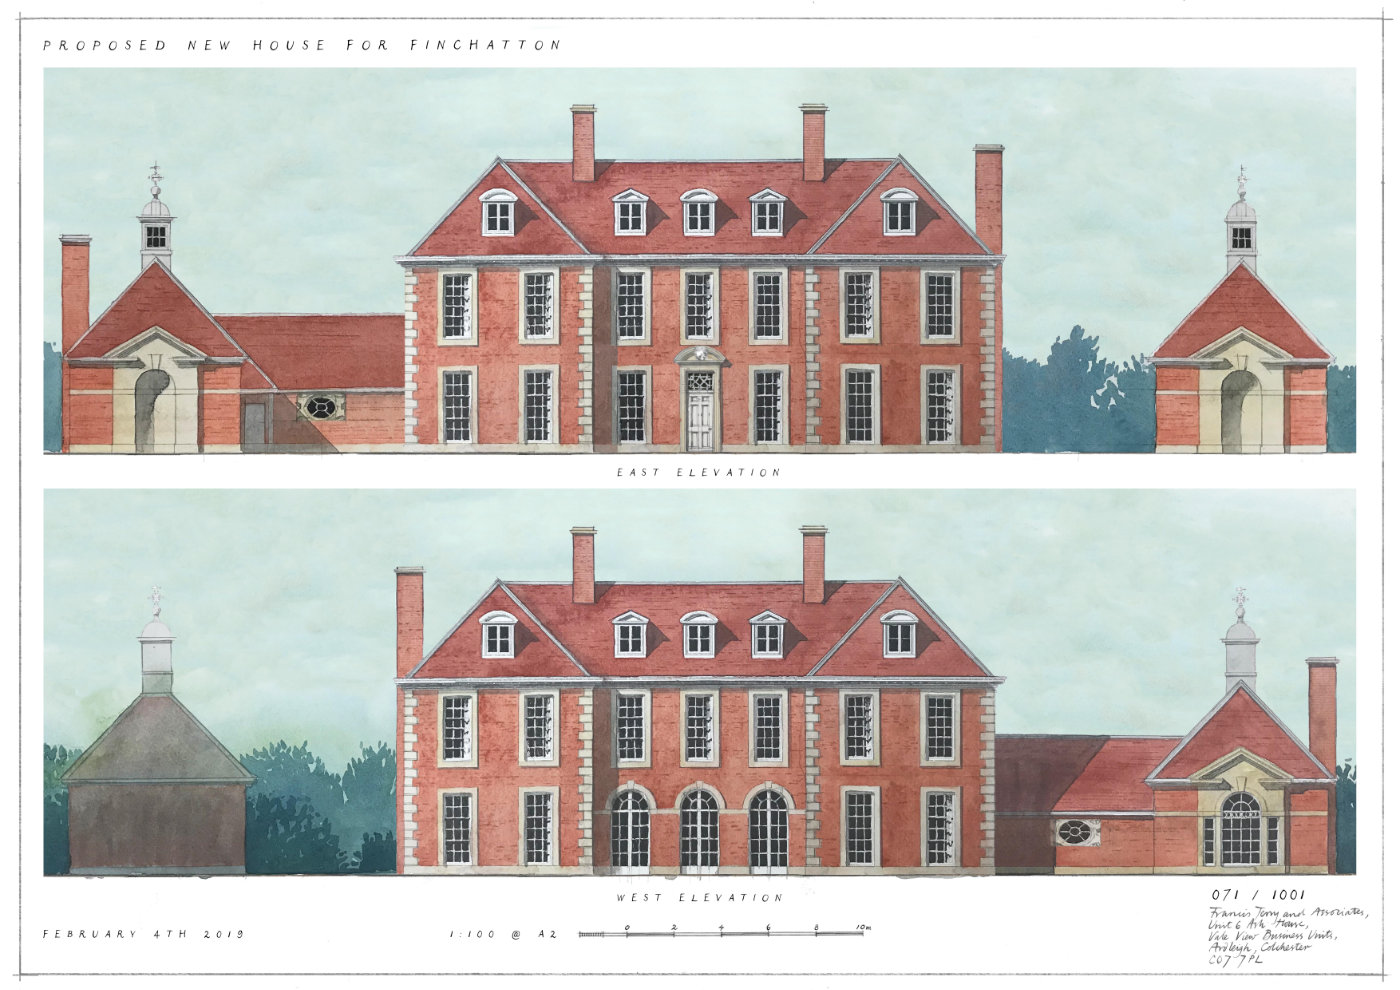 PROPOSED NEW HOUSE FOR FINCHATTON
EAST ELEVATION
WEST ELEVATION
FEBRUARY 4TH 2019
1:100 @ A2
0 2 4 6 8 10m
071 / 1001
Francis Terry and Associates,
Unit 6 Ash House,
Vale View Business Units,
Ardleigh, Colchester
CO7 7PL